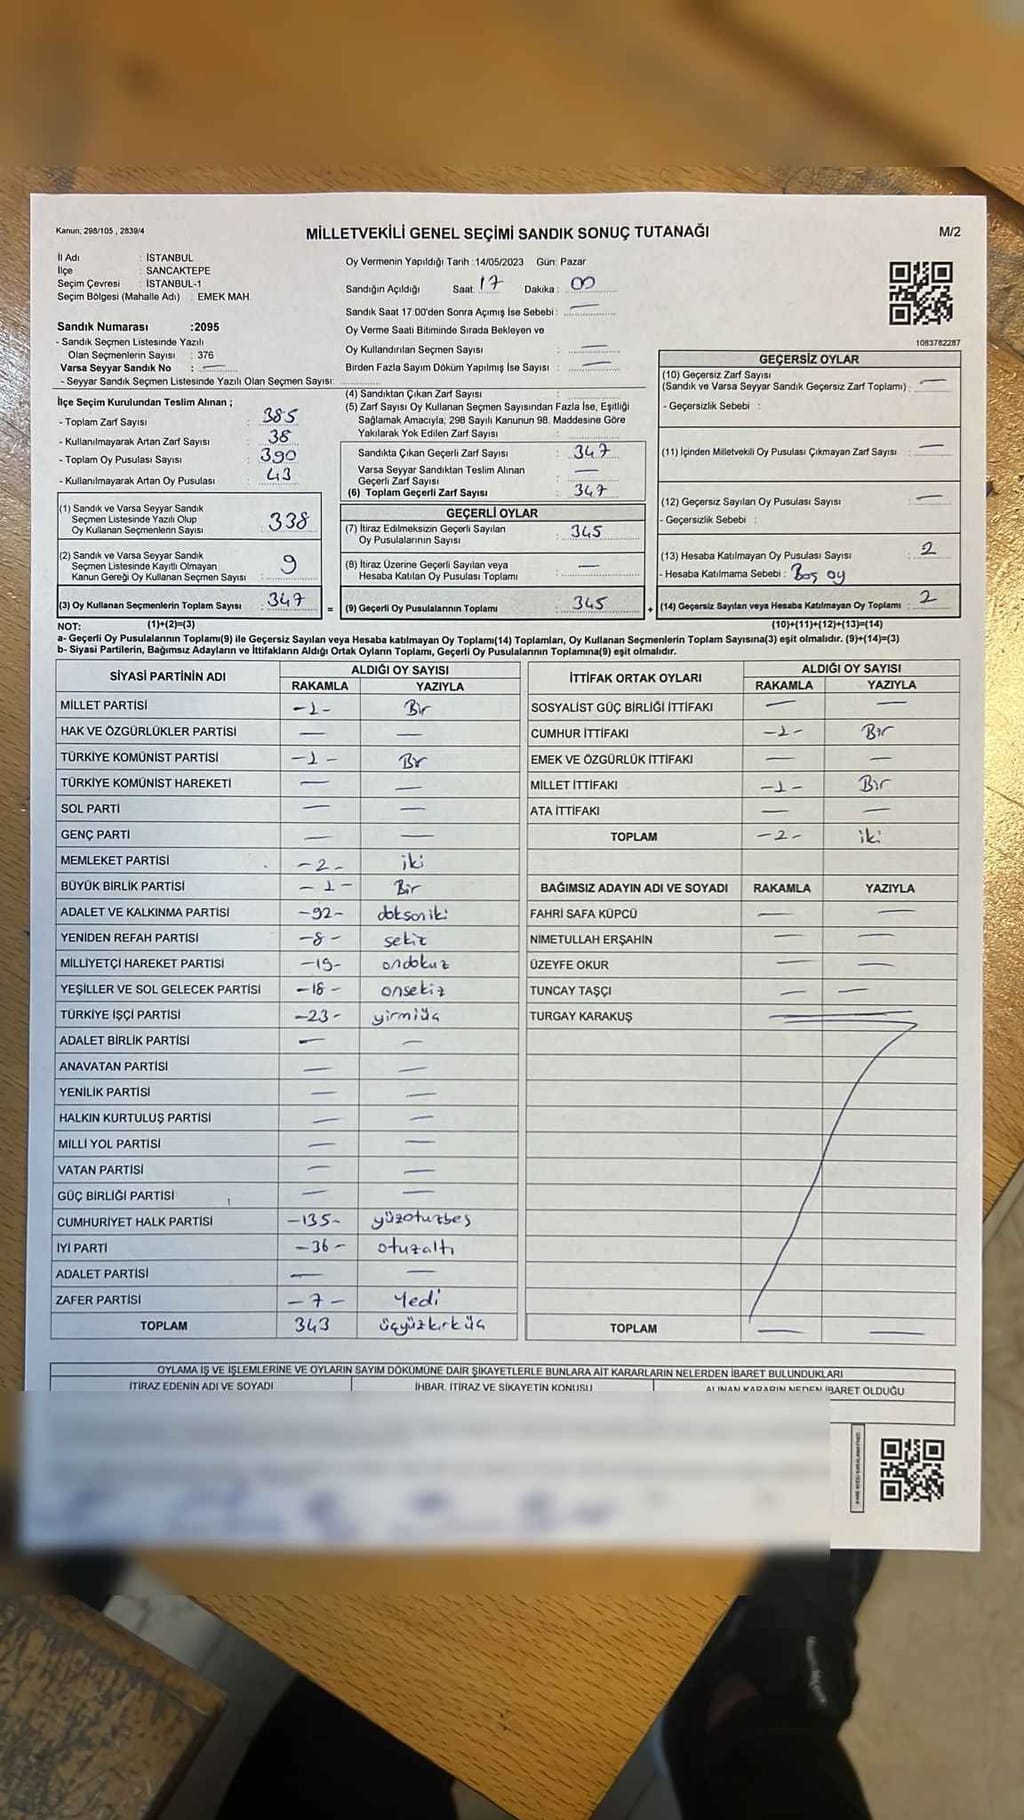 Kanun, 298/105 , 2839/4
MİLLETVEKİLİ GENEL SEÇİMİ SANDIK SONUÇ TUTANAĞI
M/2
İl Adı : İSTANBUL
İlçe : SANCAKTEPE
Seçim Çevresi : İSTANBUL-1
Seçim Bölgesi (Mahalle Adı) : EMEK MAH
Sandık Numarası :2095
- Sandık Seçmen Listesinde Yazılı
Olan Seçmenlerin Sayısı : 376
Varsa Seyyar Sandık No : —
- Seyyar Sandık Seçmen Listesinde Yazılı Olan Seçmen Sayısı:
Oy Vermenin Yapıldığı Tarih :14/05/2023 Gün: Pazar
Sandığın Açıldığı Saat: 17 Dakika : 00
Sandık Saat 17.00'den Sonra Açımış İse Sebebi : —
Oy Verme Saati Bitiminde Sırada Bekleyen ve
Oy Kullandırılan Seçmen Sayısı : —
Birden Fazla Sayım Döküm Yapılmış İse Sayısı : —
1083782287
İlçe Seçim Kurulundan Teslim Alınan ;
- Toplam Zarf Sayısı : 385
- Kullanılmayarak Artan Zarf Sayısı : 38
- Toplam Oy Pusulası Sayısı : 390
- Kullanılmayarak Artan Oy Pusulası : 43
(1) Sandık ve Varsa Seyyar Sandık
Seçmen Listesinde Yazılı Olup
Oy Kullanan Seçmenlerin Sayısı : 338
(2) Sandık ve Varsa Seyyar Sandık
Seçmen Listesinde Kayıtlı Olmayan
Kanun Gereği Oy Kullanan Seçmen Sayısı : 9
(3) Oy Kullanan Seçmenlerin Toplam Sayısı : 347
(4) Sandıktan Çıkan Zarf Sayısı :
(5) Zarf Sayısı Oy Kullanan Seçmen Sayısından Fazla İse, Eşitliği
Sağlamak Amacıyla; 298 Sayılı Kanunun 98. Maddesine Göre
Yakılarak Yok Edilen Zarf Sayısı :
Sandıkta Çıkan Geçerli Zarf Sayısı : 347
Varsa Seyyar Sandıktan Teslim Alınan
Geçerli Zarf Sayısı : —
(6) Toplam Geçerli Zarf Sayısı : 347
GEÇERLİ OYLAR
(7) İtiraz Edilmeksizin Geçerli Sayılan
Oy Pusulalarının Sayısı : 345
(8) İtiraz Üzerine Geçerli Sayılan veya
Hesaba Katılan Oy Pusulası Toplamı : —
= (9) Geçerli Oy Pusulalarının Toplamı : 345
GEÇERSİZ OYLAR
(10) Geçersiz Zarf Sayısı
(Sandık ve Varsa Seyyar Sandık Geçersiz Zarf Toplamı) : —
- Geçersizlik Sebebi :
(11) İçinden Milletvekili Oy Pusulası Çıkmayan Zarf Sayısı : —
(12) Geçersiz Sayılan Oy Pusulası Sayısı : —
- Geçersizlik Sebebi :
(13) Hesaba Katılmayan Oy Pusulası Sayısı : 2
- Hesaba Katılmama Sebebi : Boş oy
+ (14) Geçersiz Sayılan veya Hesaba Katılmayan Oy Toplamı : 2
NOT: (1)+(2)=(3) (10)+(11)+(12)+(13)=(14)
a- Geçerli Oy Pusulalarının Toplamı(9) ile Geçersiz Sayılan veya Hesaba katılmayan Oy Toplamı(14) Toplamları, Oy Kullanan Seçmenlerin Toplam Sayısına(3) eşit olmalıdır. (9)+(14)=(3)
b- Siyasi Partilerin, Bağımsız Adayların ve İttifakların Aldığı Ortak Oyların Toplamı, Geçerli Oy Pusulalarının Toplamına(9) eşit olmalıdır.
SİYASİ PARTİNİN ADI ALDIĞI OY SAYISI
RAKAMLA YAZIYLA
MİLLET PARTİSİ -1- Bir
HAK VE ÖZGÜRLÜKLER PARTİSİ — —
TÜRKİYE KOMÜNİST PARTİSİ -1- Bir
TÜRKİYE KOMÜNİST HAREKETİ — —
SOL PARTİ — —
GENÇ PARTİ — —
MEMLEKET PARTİSİ -2- iki
BÜYÜK BİRLİK PARTİSİ -1- Bir
ADALET VE KALKINMA PARTİSİ -92- doksaniki
YENİDEN REFAH PARTİSİ -8- sekiz
MİLLİYETÇİ HAREKET PARTİSİ -19- ondokuz
YEŞİLLER VE SOL GELECEK PARTİSİ -18- onsekiz
TÜRKİYE İŞÇİ PARTİSİ -23- yirmiüç
ADALET BİRLİK PARTİSİ — —
ANAVATAN PARTİSİ — —
YENİLİK PARTİSİ — —
HALKIN KURTULUŞ PARTİSİ — —
MİLLİ YOL PARTİSİ — —
VATAN PARTİSİ — —
GÜÇ BİRLİĞİ PARTİSİ — —
CUMHURİYET HALK PARTİSİ -135- yüzotuzbeş
İYİ PARTİ -36- otuzaltı
ADALET PARTİSİ — —
ZAFER PARTİSİ -7- Yedi
TOPLAM 343 üçyüzkırküç
İTTİFAK ORTAK OYLARI ALDIĞI OY SAYISI
RAKAMLA YAZIYLA
SOSYALİST GÜÇ BİRLİĞİ İTTİFAKI — —
CUMHUR İTTİFAKI -1- Bir
EMEK VE ÖZGÜRLÜK İTTİFAKI — —
MİLLET İTTİFAKI -1- Bir
ATA İTTİFAKI — —
TOPLAM -2- iki
BAĞIMSIZ ADAYIN ADI VE SOYADI RAKAMLA YAZIYLA
FAHRİ SAFA KÜPCÜ — —
NİMETULLAH ERŞAHİN — —
ÜZEYFE OKUR — —
TUNCAY TAŞÇI — —
TURGAY KARAKUŞ — —
TOPLAM — —
OYLAMA İŞ VE İŞLEMLERİNE VE OYLARIN SAYIM DÖKÜMÜNE DAİR ŞİKAYETLERLE BUNLARA AİT KARARLARIN NELERDEN İBARET BULUNDUKLARI
İTİRAZ EDENİN ADI VE SOYADI İHBAR, İTİRAZ VE ŞİKAYETİN KONUSU ALINAN KARARIN NEDEN İBARET OLDUĞU